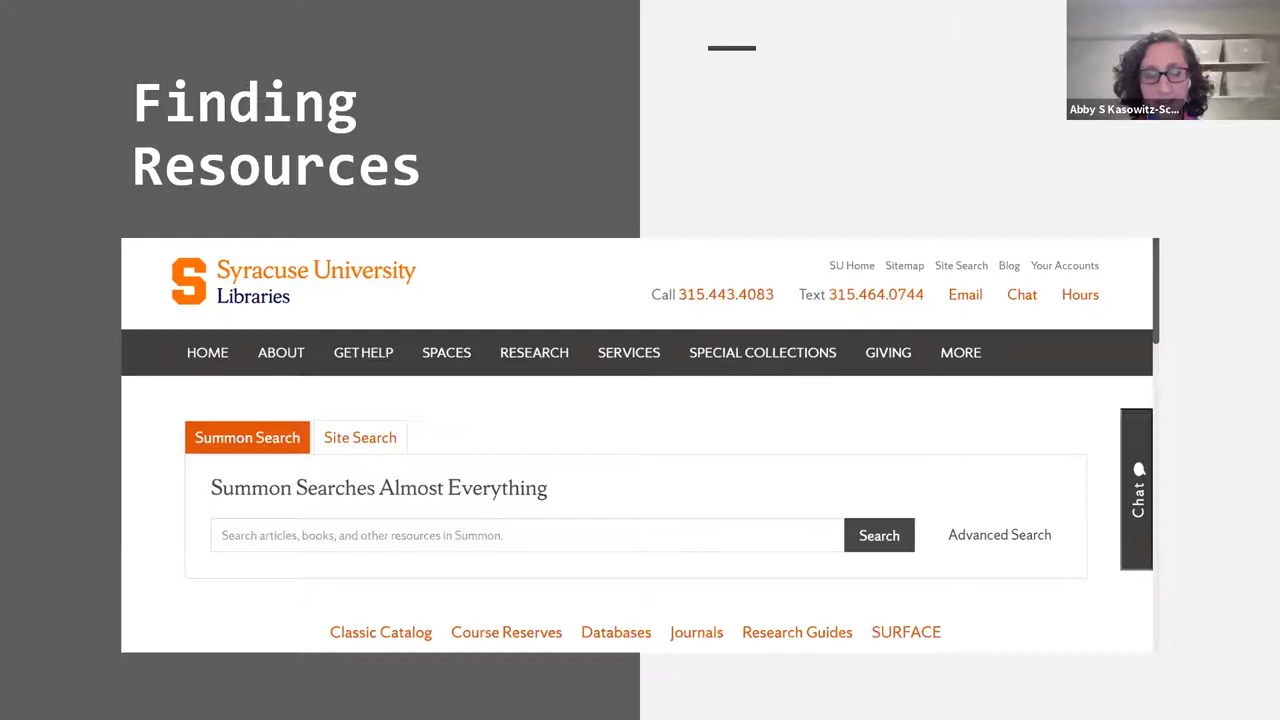 Finding
Resources
Abby S Kasowitz-Sc...
Syracuse University
Libraries
SU Home Sitemap Site Search Blog Your Accounts
Call 315.443.4083 Text 315.464.0744 Email Chat Hours
HOME ABOUT GET HELP SPACES RESEARCH SERVICES SPECIAL COLLECTIONS GIVING MORE
Summon Search Site Search
Summon Searches Almost Everything
Search articles, books, and other resources in Summon. Search Advanced Search
Chat
Classic Catalog Course Reserves Databases Journals Research Guides SURFACE